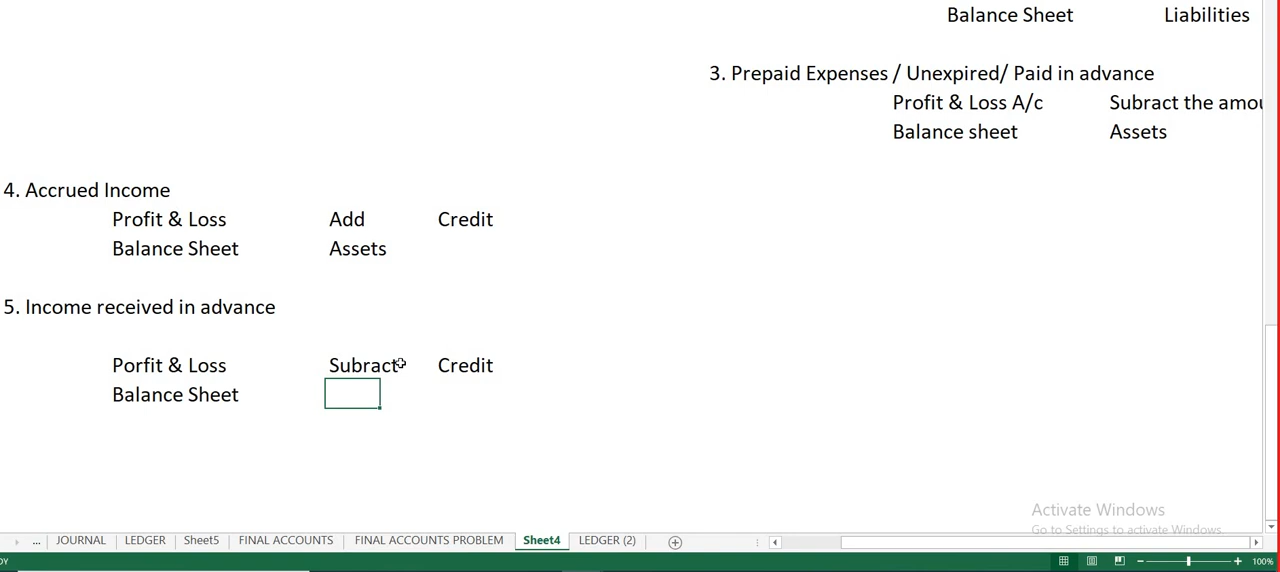 Balance Sheet Liabilities
3. Prepaid Expenses / Unexpired/ Paid in advance
Profit & Loss A/c Subract the amou
Balance sheet Assets
4. Accrued Income
Profit & Loss Add Credit
Balance Sheet Assets
5. Income received in advance
Porfit & Loss Subract Credit
Balance Sheet
Activate Windows
Go to Settings to activate Windows.
... JOURNAL LEDGER Sheet5 FINAL ACCOUNTS FINAL ACCOUNTS PROBLEM Sheet4 LEDGER (2)
DY 100%